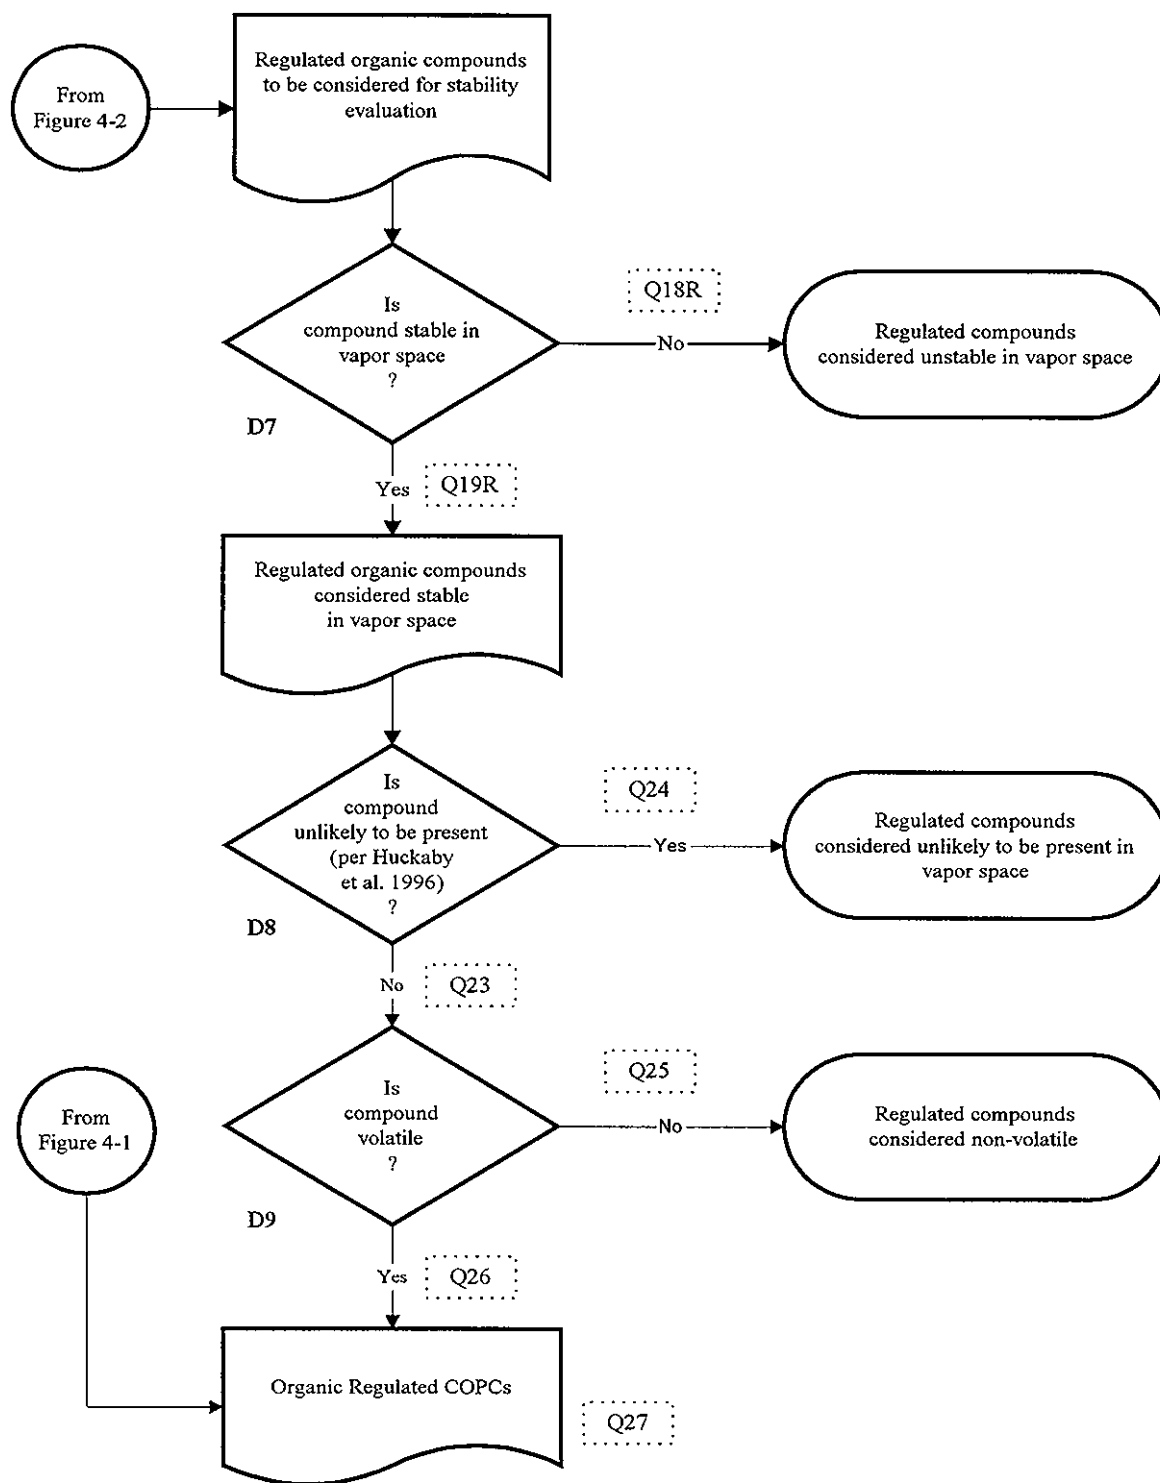 From
Figure 4-2
Regulated organic compounds
to be considered for stability
evaluation
Is
compound stable in
vapor space
?
D7
Q18R
No
Regulated compounds
considered unstable in vapor space
Yes
Q19R
Regulated organic compounds
considered stable
in vapor space
Is
compound
unlikely to be present
(per Huckaby
et al. 1996)
?
D8
Q24
Yes
Regulated compounds
considered unlikely to be present in
vapor space
No
Q23
Is
compound
volatile
?
D9
Q25
No
Regulated compounds
considered non-volatile
From
Figure 4-1
Yes
Q26
Organic Regulated COPCs
Q27